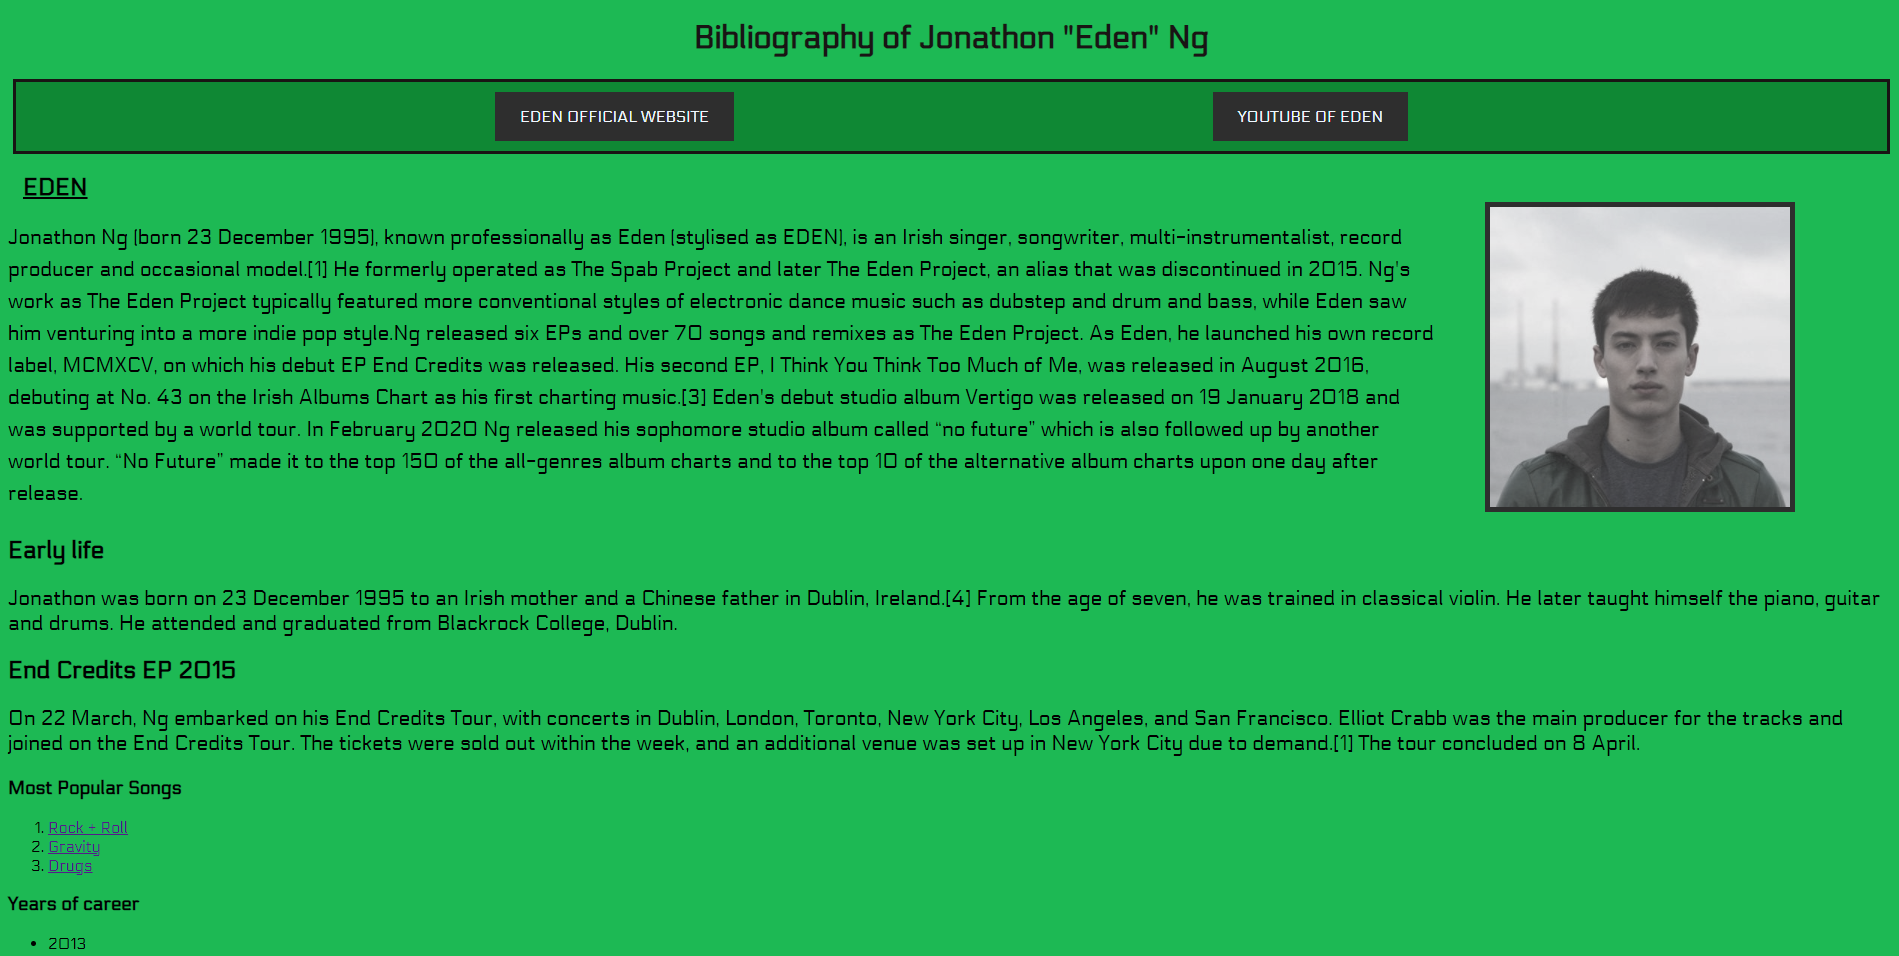 Bibliography of Jonathon "Eden" Ng
EDEN OFFICIAL WEBSITE
YOUTUBE OF EDEN
EDEN
Jonathon Ng (born 23 December 1995), known professionally as Eden (stylised as EDEN), is an Irish singer, songwriter, multi-instrumentalist, record
producer and occasional model.[1] He formerly operated as The Spab Project and later The Eden Project, an alias that was discontinued in 2015. Ng's
work as The Eden Project typically featured more conventional styles of electronic dance music such as dubstep and drum and bass, while Eden saw
him venturing into a more indie pop style.Ng released six EPs and over 70 songs and remixes as The Eden Project. As Eden, he launched his own record
label, MCMXCV, on which his debut EP End Credits was released. His second EP, I Think You Think Too Much of Me, was released in August 2016,
debuting at No. 43 on the Irish Albums Chart as his first charting music.[3] Eden's debut studio album Vertigo was released on 19 January 2018 and
was supported by a world tour. In February 2020 Ng released his sophomore studio album called “no future” which is also followed up by another
world tour. “No Future” made it to the top 150 of the all-genres album charts and to the top 10 of the alternative album charts upon one day after
release.
Early life
Jonathon was born on 23 December 1995 to an Irish mother and a Chinese father in Dublin, Ireland.[4] From the age of seven, he was trained in classical violin. He later taught himself the piano, guitar
and drums. He attended and graduated from Blackrock College, Dublin.
End Credits EP 2015
On 22 March, Ng embarked on his End Credits Tour, with concerts in Dublin, London, Toronto, New York City, Los Angeles, and San Francisco. Elliot Crabb was the main producer for the tracks and
joined on the End Credits Tour. The tickets were sold out within the week, and an additional venue was set up in New York City due to demand.[1] The tour concluded on 8 April.
Most Popular Songs
1. Rock + Roll
2. Gravity
3. Drugs
Years of career
• 2013